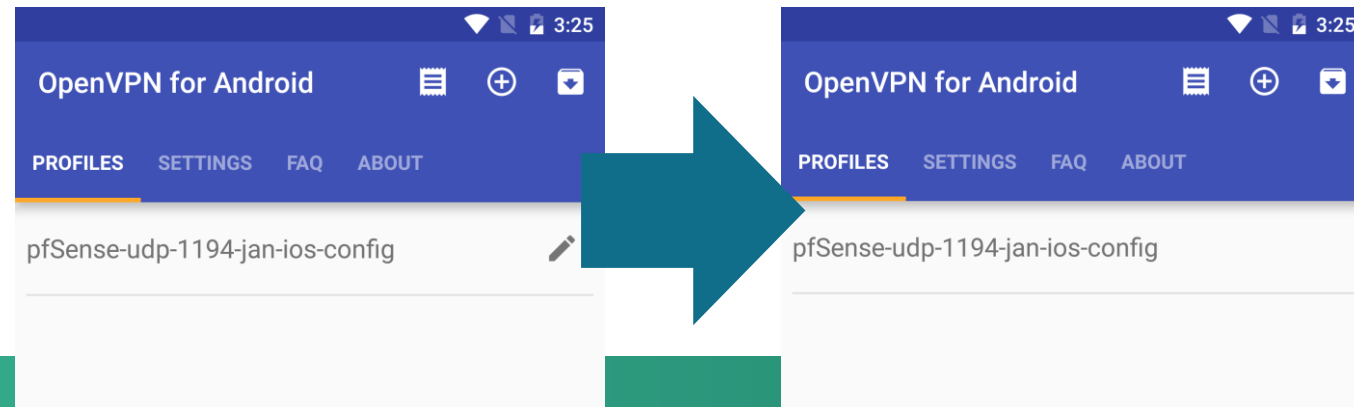 3:25
OpenVPN for Android
PROFILES SETTINGS FAQ ABOUT
pfSense-udp-1194-jan-ios-config
3:25
OpenVPN for Android
PROFILES SETTINGS FAQ ABOUT
pfSense-udp-1194-jan-ios-config